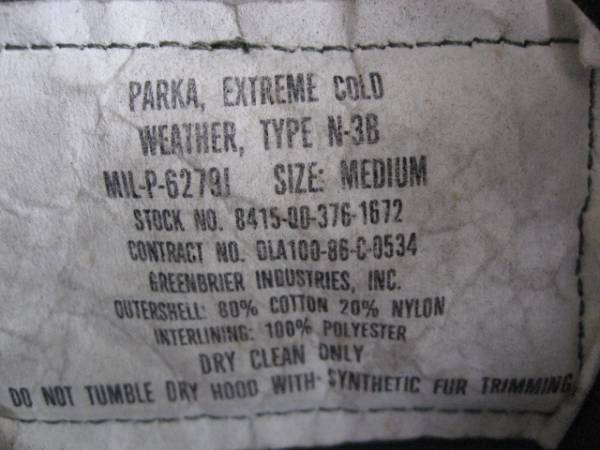 PARKA, EXTREME COLD
WEATHER, TYPE N-3B
MIL-P-6279J SIZE: MEDIUM
STOCK NO. 8415-00-376-1672
CONTRACT NO. DLA100-86-C-0534
GREENBRIER INDUSTRIES, INC.
OUTERSHELL: 80% COTTON 20% NYLON
INTERLINING: 100% POLYESTER
DRY CLEAN ONLY
DO NOT TUMBLE DRY HOOD WITH SYNTHETIC FUR TRIMMING.